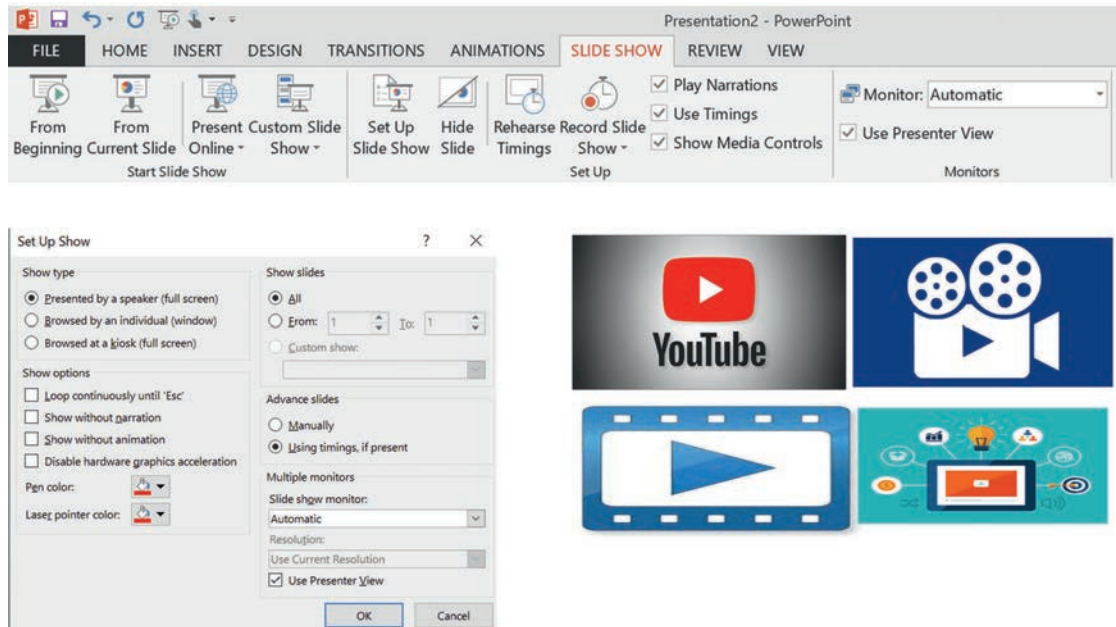 Presentation2 - PowerPoint
FILE HOME INSERT DESIGN TRANSITIONS ANIMATIONS SLIDE SHOW REVIEW VIEW
From Beginning
From Current Slide
Present Online
Custom Slide Show
Set Up Slide Show
Hide Slide
Rehearse Timings
Record Slide Show
Play Narrations
Use Timings
Show Media Controls
Monitor: Automatic
Use Presenter View
Start Slide Show
Set Up
Monitors
Set Up Show ? ×
Show type
Presented by a speaker (full screen)
Browsed by an individual (window)
Browsed at a kiosk (full screen)
Show options
Loop continuously until 'Esc'
Show without narration
Show without animation
Disable hardware graphics acceleration
Pen color:
Laser pointer color:
Show slides
All
From: 1 To: 1
Custom show:
Advance slides
Manually
Using timings, if present
Multiple monitors
Slide show monitor:
Automatic
Resolution:
Use Current Resolution
Use Presenter View
OK Cancel
YouTube